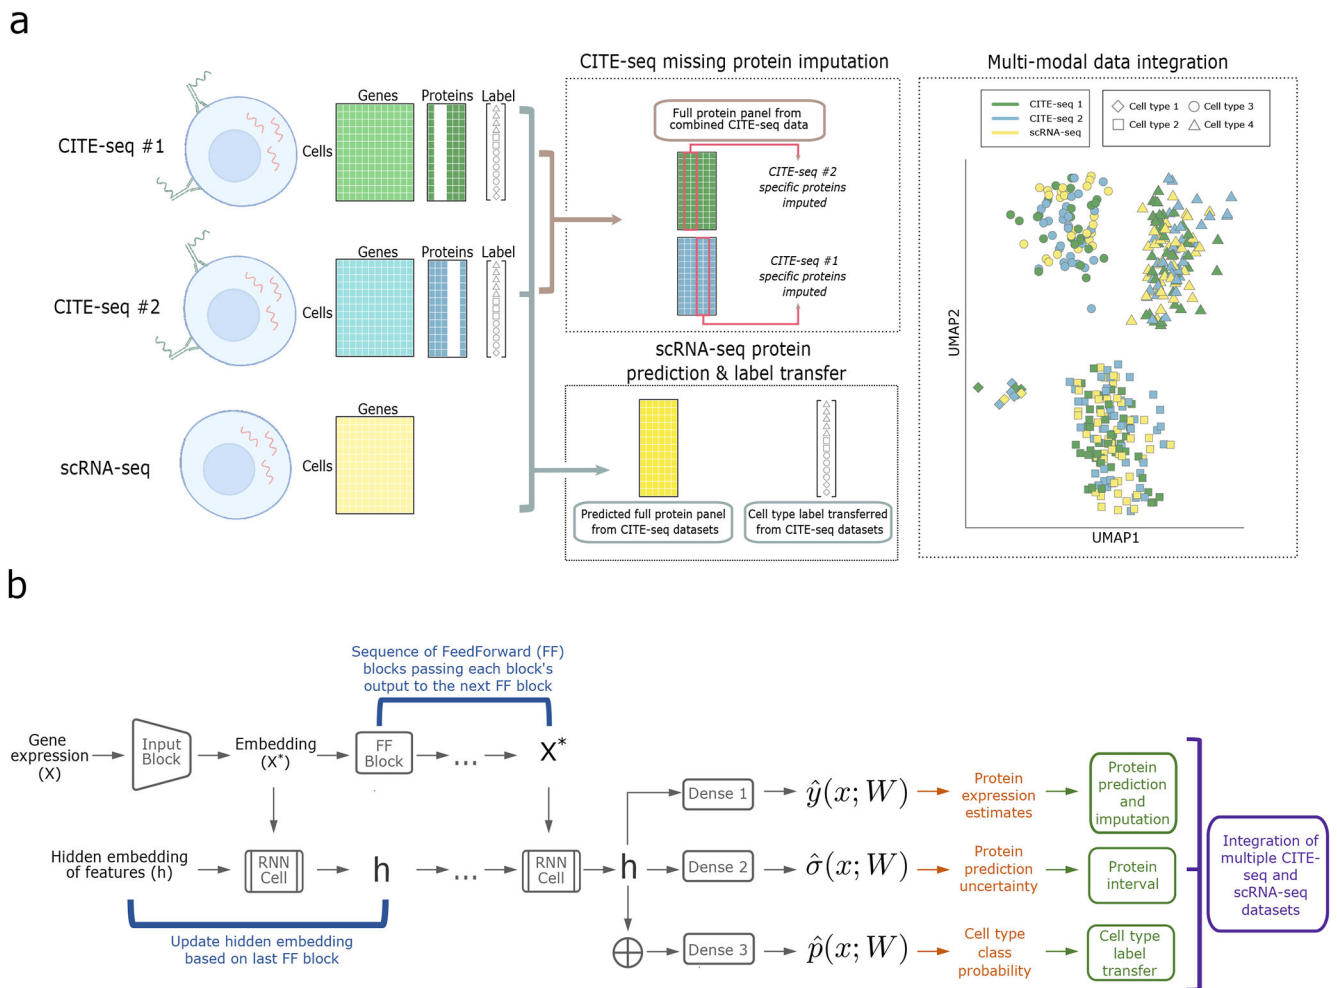 a
CITE-seq #1
Genes
Proteins
Label
Cells
CITE-seq #2
Genes
Proteins
Label
Cells
scRNA-seq
Genes
Cells
CITE-seq missing protein imputation
Full protein panel from
combined CITE-seq data
CITE-seq #2
specific proteins
imputed
CITE-seq #1
specific proteins
imputed
scRNA-seq protein
prediction & label transfer
Predicted full protein panel
from CITE-seq datasets
Cell type label transferred
from CITE-seq datasets
Multi-modal data integration
CITE-seq 1
CITE-seq 2
scRNA-seq
Cell type 1
Cell type 3
Cell type 2
Cell type 4
UMAP2
UMAP1
b
Sequence of FeedForward (FF)
blocks passing each block's
output to the next FF block
Gene
expression
(X)
Input
Block
Embedding
(X*)
FF
Block
...
X*
Hidden embedding
of features (h)
RNN
Cell
h
...
RNN
Cell
h
Update hidden embedding
based on last FF block
Dense 1
ŷ(x; W)
Protein
expression
estimates
Protein
prediction
and
imputation
Dense 2
σ̂(x; W)
Protein
prediction
uncertainty
Protein
interval
Dense 3
p̂(x; W)
Cell type
class
probability
Cell type
label
transfer
Integration of
multiple CITE-
seq and
scRNA-seq
datasets